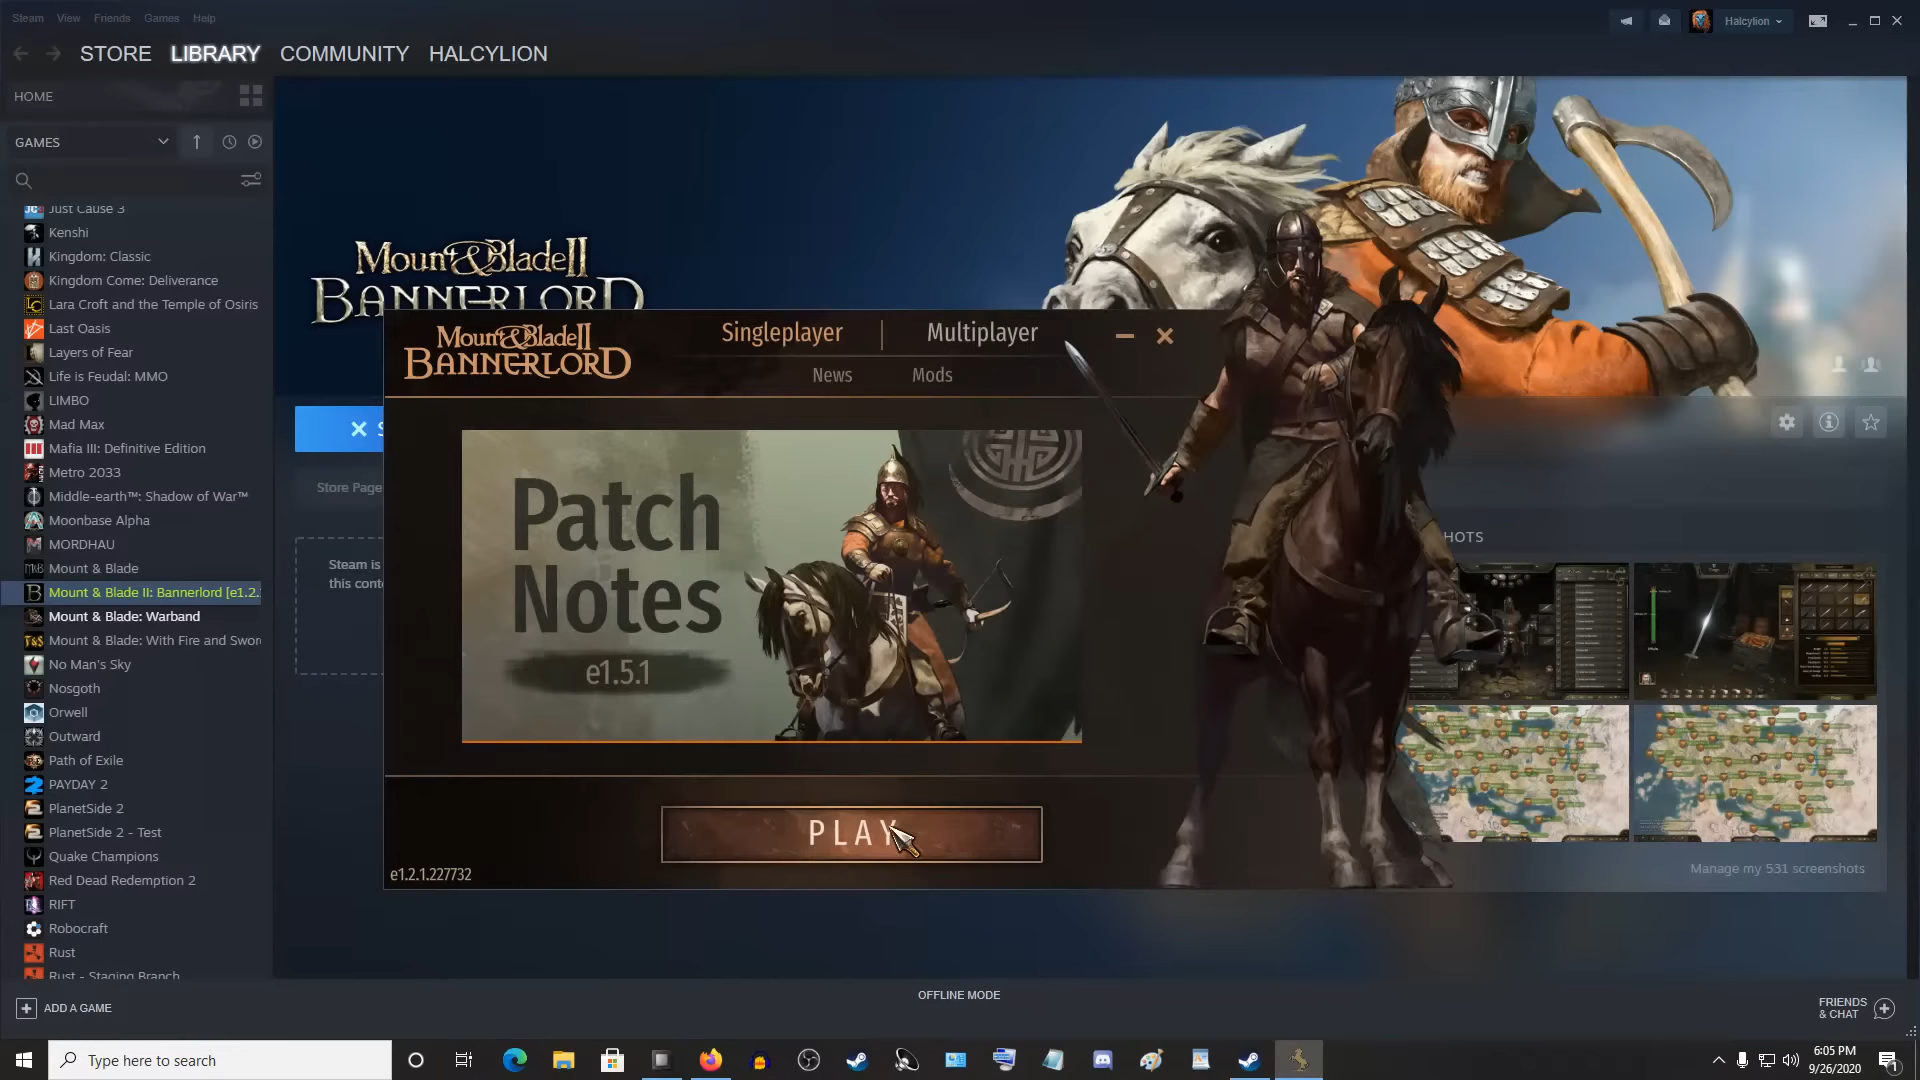 Steam View Friends Games Help
Halcylion
STORE LIBRARY COMMUNITY HALCYLION
HOME
GAMES
Just Cause 3
Kenshi
Kingdom: Classic
Kingdom Come: Deliverance
Lara Croft and the Temple of Osiris
Last Oasis
Layers of Fear
Life is Feudal: MMO
LIMBO
Mad Max
Mafia III: Definitive Edition
Metro 2033
Middle-earth™: Shadow of War™
Moonbase Alpha
MORDHAU
Mount & Blade
Mount & Blade II: Bannerlord [e1.2.
Mount & Blade: Warband
Mount & Blade: With Fire and Swor
No Man's Sky
Nosgoth
Orwell
Outward
Path of Exile
PAYDAY 2
PlanetSide 2
PlanetSide 2 - Test
Quake Champions
Red Dead Redemption 2
RIFT
Robocraft
Rust
Rust - Staging Branch
Mount & Blade II
BANNERLORD
Store Page
Steam is
this conte
Mount & Blade II
BANNERLORD
Singleplayer Multiplayer
News Mods
Patch
Notes
e1.5.1
PLAY
e1.2.1.227732
HOTS
Manage my 531 screenshots
ADD A GAME
OFFLINE MODE
FRIENDS
& CHAT
Type here to search
6:05 PM
9/26/2020